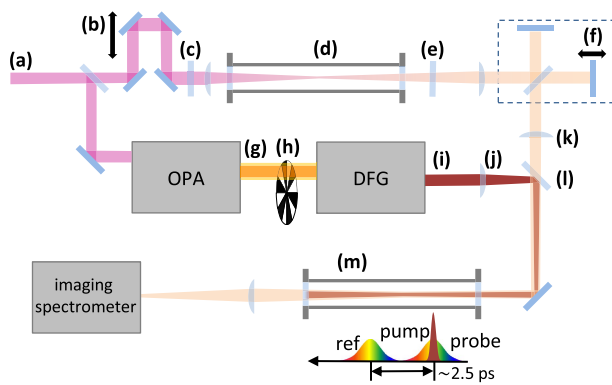 (a)
(b)
(c)
(d)
(e)
(f)
(g)
(h)
(i)
(j)
(k)
(l)
OPA
DFG
(m)
imaging
spectrometer
ref
pump
probe
~2.5 ps